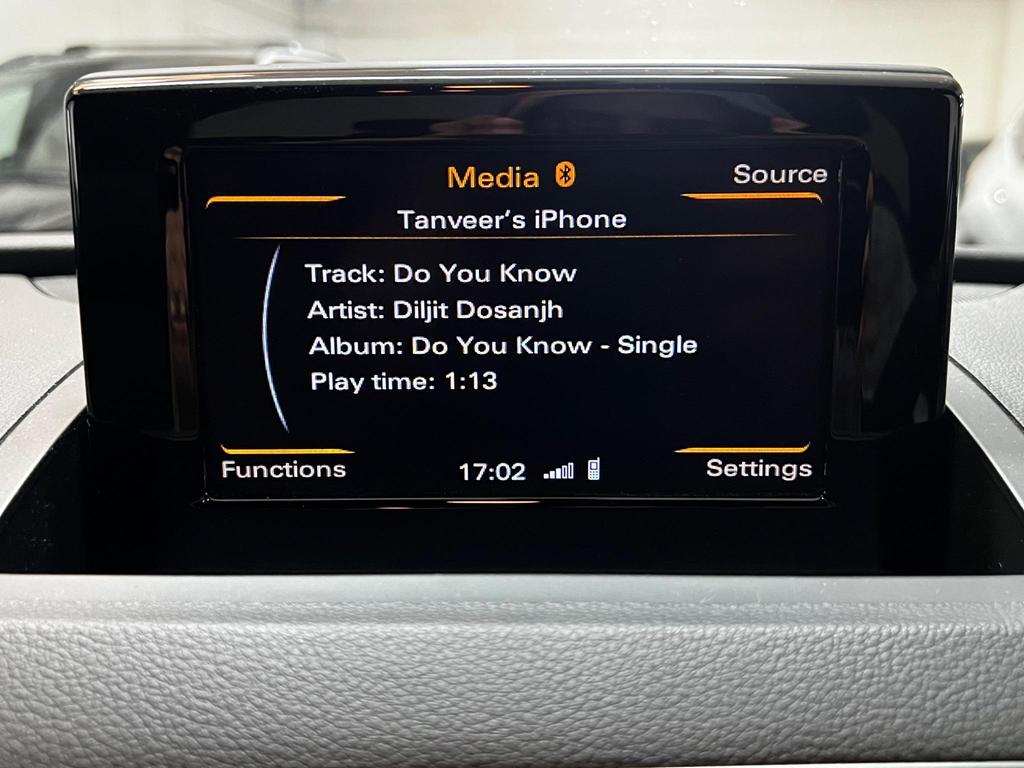 Media
Source
Tanveer's iPhone
Track: Do You Know
Artist: Diljit Dosanjh
Album: Do You Know - Single
Play time: 1:13
Functions
17:02
Settings